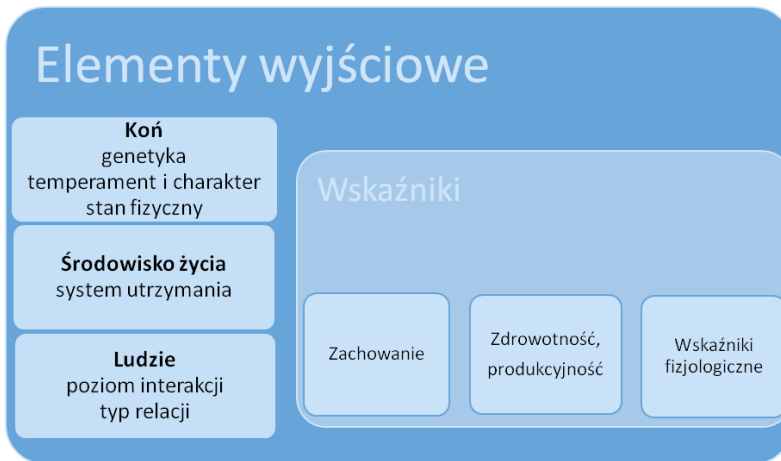 Elementy wyjściowe
Koń
genetyka
temperament i charakter
stan fizyczny
Środowisko życia
system utrzymania
Ludzie
poziom interakcji
typ relacji
Wskaźniki
Zachowanie
Zdrowotność,
produkcyjność
Wskaźniki
fizjologiczne